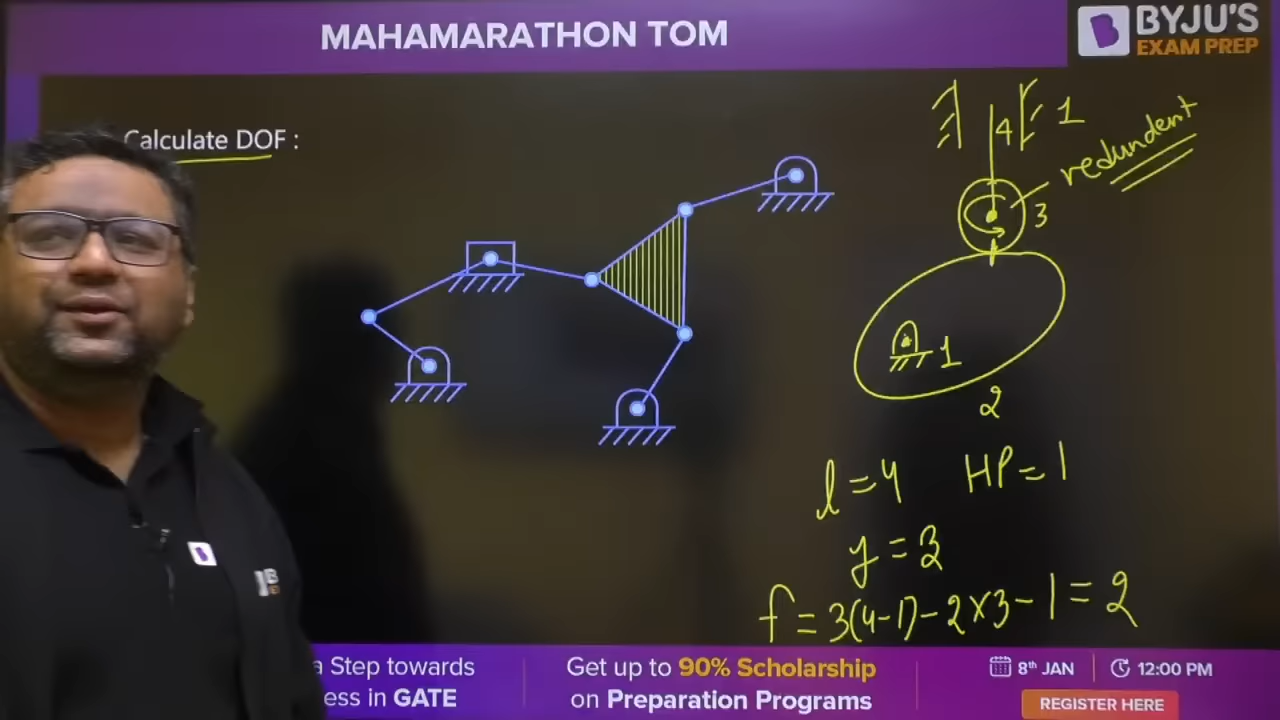 MAHAMARATHON TOM
BYJU'S
EXAM PREP
Calculate DOF :
4 1
redundent
3
1
2
l = 4 HP = 1
y = 3
f = 3(4-1) - 2×3 - 1 = 2
a Step towards
ess in GATE
Get up to 90% Scholarship
on Preparation Programs
8th JAN
12:00 PM
REGISTER HERE